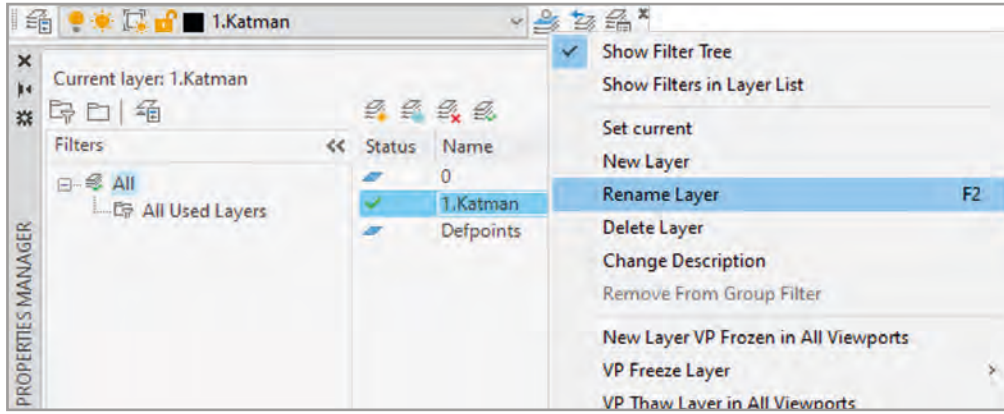 1.Katman
Current layer: 1.Katman
Filters
All
All Used Layers
Status Name
0
1.Katman
Defpoints
PROPERTIES MANAGER
Show Filter Tree
Show Filters in Layer List
Set current
New Layer
Rename Layer F2
Delete Layer
Change Description
Remove From Group Filter
New Layer VP Frozen in All Viewports
VP Freeze Layer
VP Thaw Layer in All Viewports